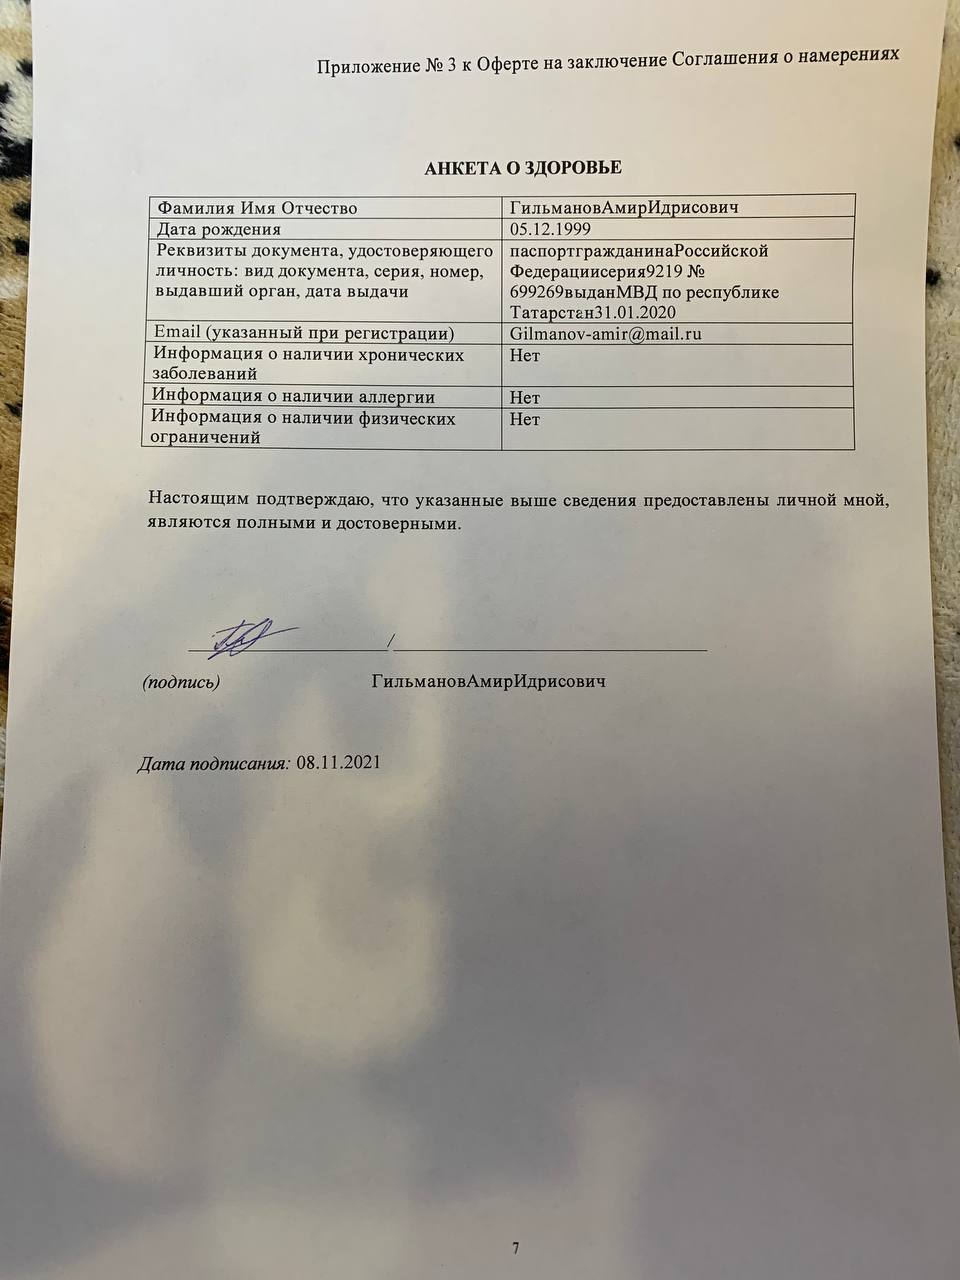 Приложение № 3 к Оферте на заключение Соглашения о намерениях
АНКЕТА О ЗДОРОВЬЕ
Фамилия Имя Отчество
ГильмановАмирИдрисович
Дата рождения
05.12.1999
Реквизиты документа, удостоверяющего
личность: вид документа, серия, номер,
выдавший орган, дата выдачи
паспортгражданинаРоссийской
Федерациисерия9219 №
699269выданМВД по республике
Татарстан31.01.2020
Email (указанный при регистрации)
Gilmanov-amir@mail.ru
Информация о наличии хронических
заболеваний
Нет
Информация о наличии аллергии
Нет
Информация о наличии физических
ограничений
Нет
Настоящим подтверждаю, что указанные выше сведения предоставлены личной мной,
являются полными и достоверными.
/
(подпись) ГильмановАмирИдрисович
Дата подписания: 08.11.2021
7